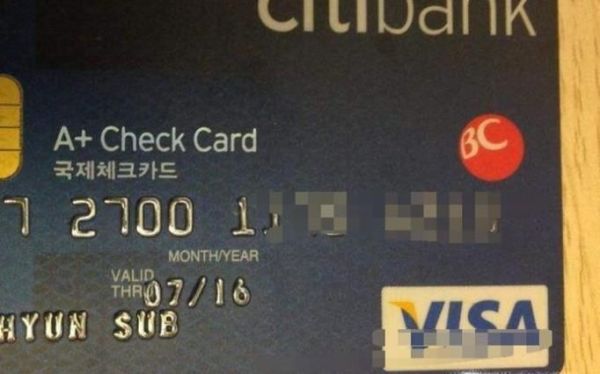 citibank
BC
A+ Check Card
국제체크카드
7 2700
MONTH/YEAR
VALID
THRU 07/16
HYUN SUB
VISA